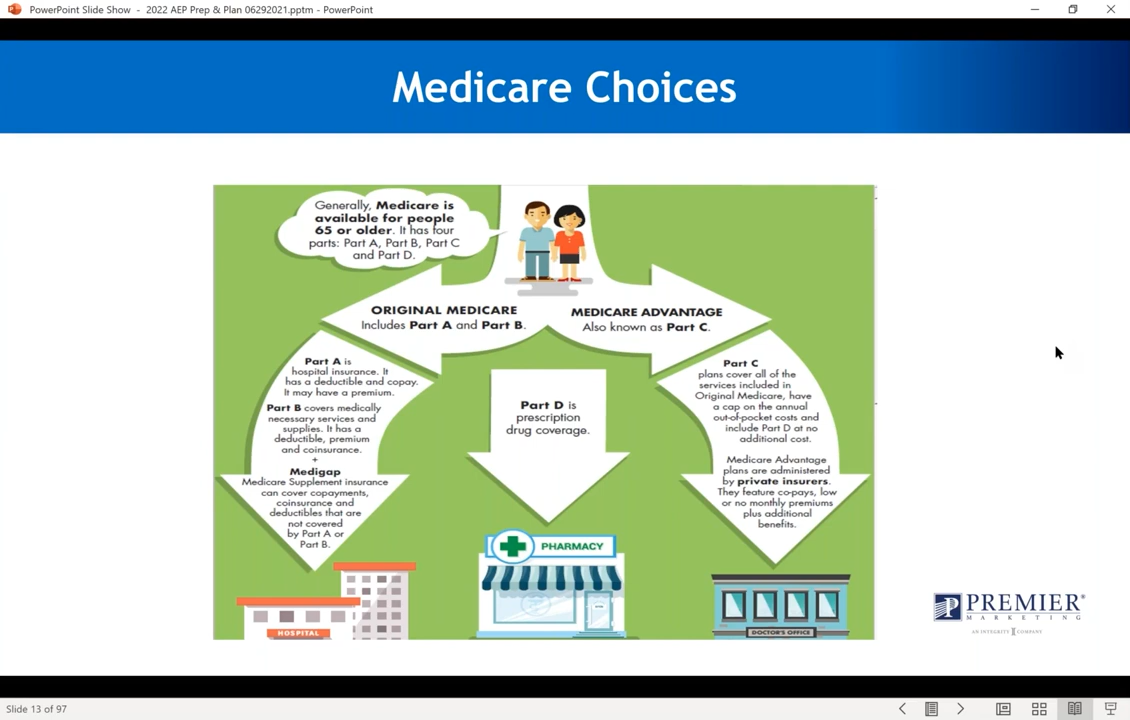 PowerPoint Slide Show - 2022 AEP Prep & Plan 06292021.pptm - PowerPoint
Medicare Choices
Generally, Medicare is
available for people
65 or older. It has four
parts: Part A, Part B, Part C
and Part D.
ORIGINAL MEDICARE
Includes Part A and Part B.
MEDICARE ADVANTAGE
Also known as Part C.
Part A is
hospital insurance. It
has a deductible and copay.
It may have a premium.
Part B covers medically
necessary services and
supplies. It has a
deductible, premium
and coinsurance.
+
Medigap
Medicare Supplement insurance
can cover copayments,
coinsurance and
deductibles that are
not covered
by Part A or
Part B.
Part D is
prescription
drug coverage.
Part C
plans cover all of the
services included in
Original Medicare, have
a cap on the annual
out-of-pocket costs and
include Part D at no
additional cost.
Medicare Advantage
plans are administered
by private insurers.
They feature co-pays, low
or no monthly premiums
plus additional
benefits.
HOSPITAL
PHARMACY
DOCTOR'S OFFICE
PREMIER®
MARKETING
AN INTEGRITY COMPANY
Slide 13 of 97